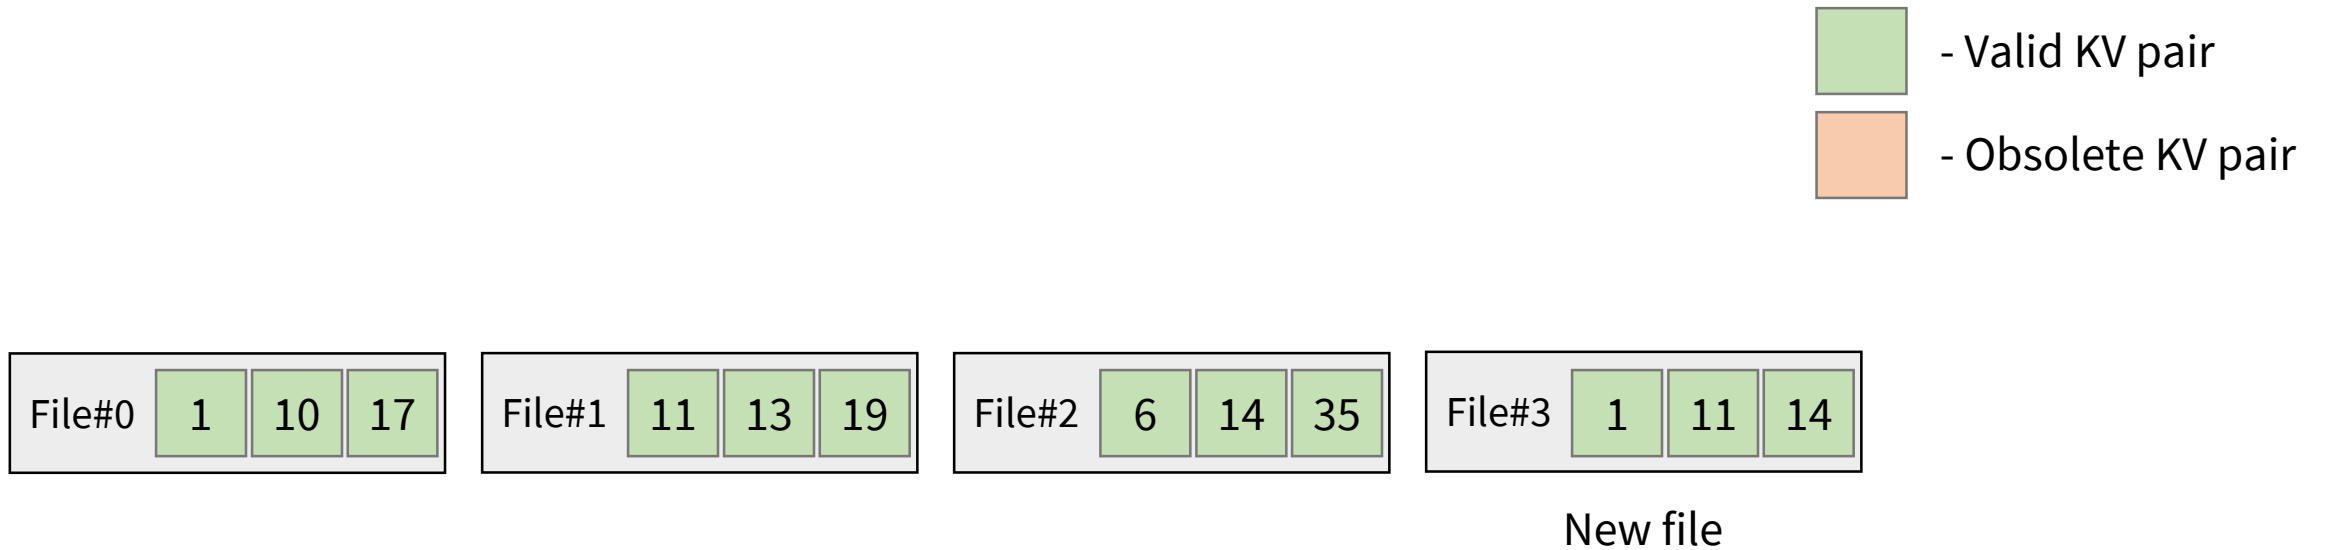 - Valid KV pair
- Obsolete KV pair
File#0 1 10 17
File#1 11 13 19
File#2 6 14 35
File#3 1 11 14
New file